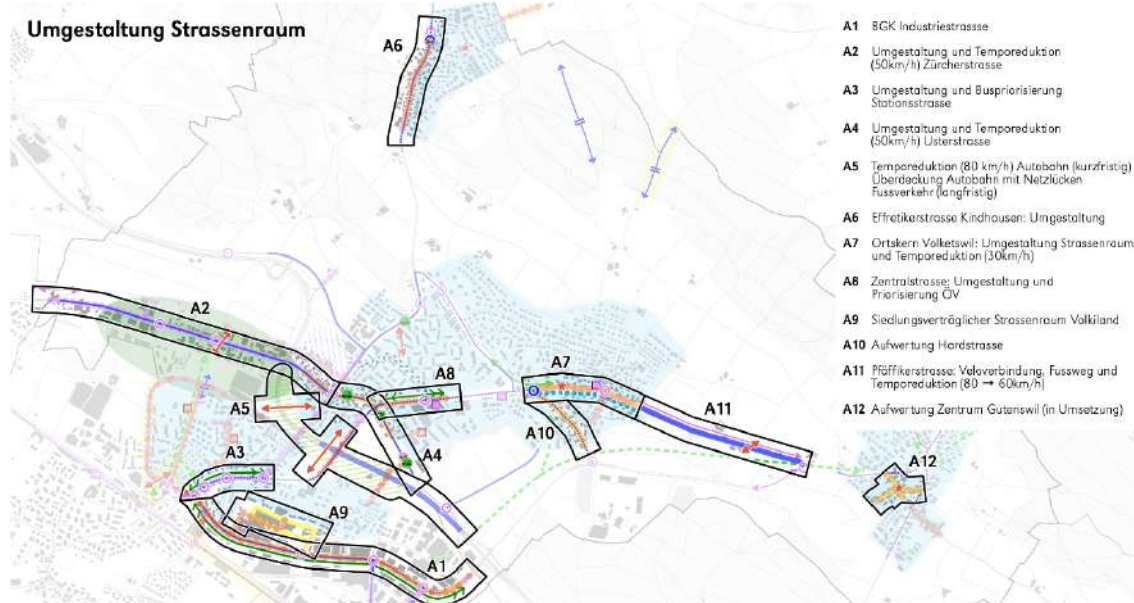 Umgestaltung Strassenraum
A1 BGK Industriestrassse
A2 Umgestaltung und Temporeduktion
(50km/h) Zürcherstrasse
A3 Umgestaltung und Buspriorisierung
Stationsstrasse
A4 Umgestaltung und Temporeduktion
(50km/h) Usterstrasse
A5 Temporeduktion (80 km/h) Autobahn (kurzfristig)
Überdeckung Autobahn mit Netzlücken
Fussverkehr (langfristig)
A6 Effretikerstrasse Kindhausen: Umgestaltung
A7 Ortskern Volketswil: Umgestaltung Strassenraum
und Temporeduktion (30km/h)
A8 Zentralstrasse: Umgestaltung und
Priorisierung ÖV
A9 Siedlungsverträglicher Strassenraum Volkiland
A10 Aufwertung Hardstrasse
A11 Pfäffikerstrasse: Veloverbindung, Fussweg und
Temporeduktion (80 → 60km/h)
A12 Aufwertung Zentrum Gutenswil (in Umsetzung)
A6
A2
A7
A8
A5
A11
A10
A3
A4
A12
A9
A1